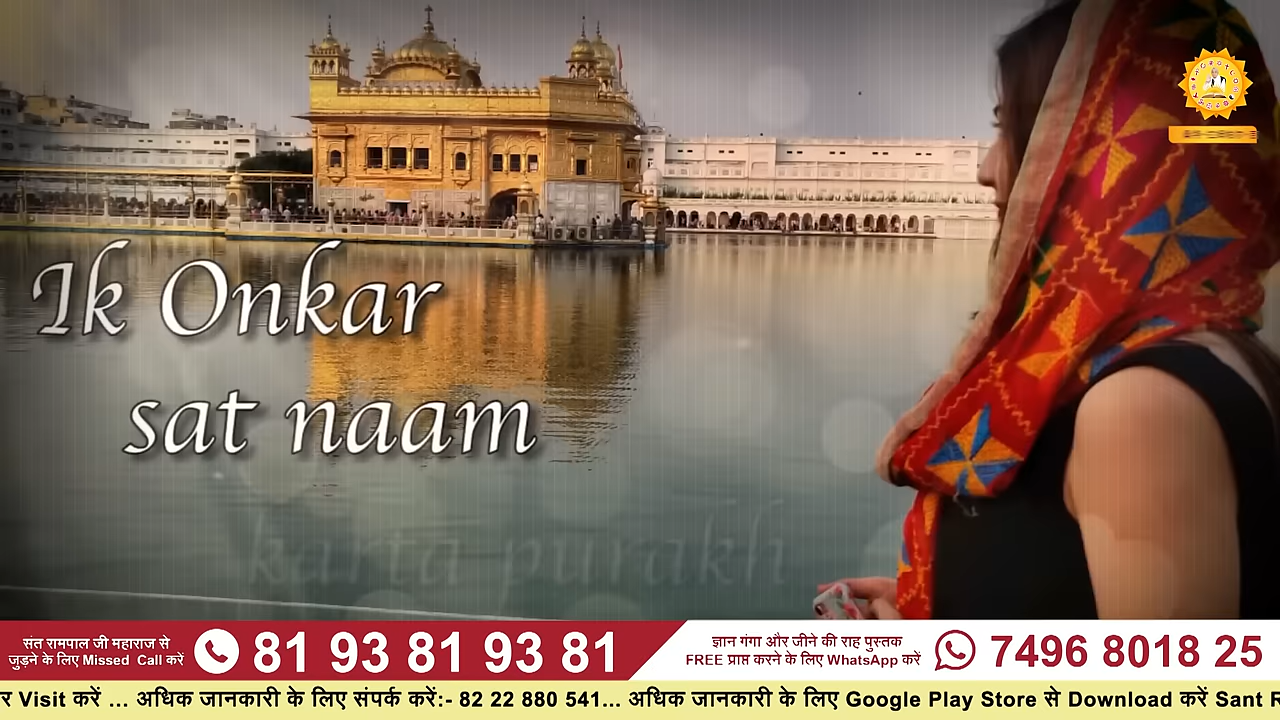 Ik Onkar
sat naam
karta purakh
संत रामपाल जी महाराज से
जुड़ने के लिए Missed Call करें
81 93 81 93 81
ज्ञान गंगा और जीने की राह पुस्तक
FREE प्राप्त करने के लिए WhatsApp करें
7496 8018 25
र Visit करें ... अधिक जानकारी के लिए संपर्क करें:- 82 22 880 541... अधिक जानकारी के लिए Google Play Store से Download करें Sant R